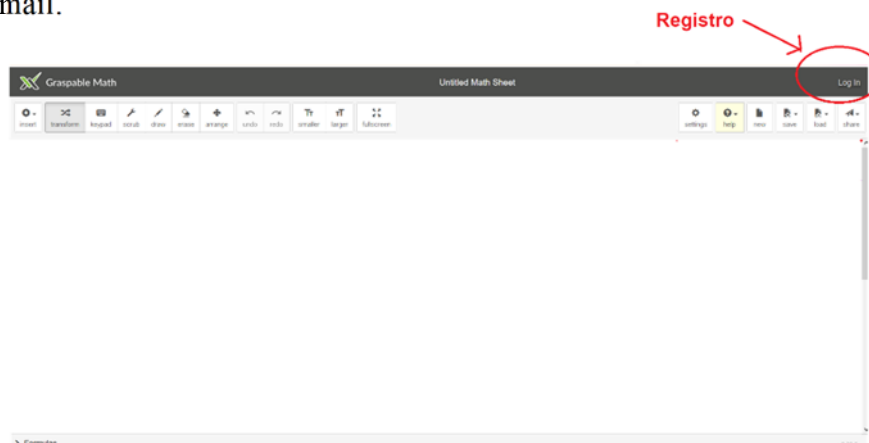 mail.
Registro
Graspable Math Untitled Math Sheet Log In
insert transform keypad scrub draw erase arrange undo redo smaller larger fullscreen settings help new save load share
Formulas